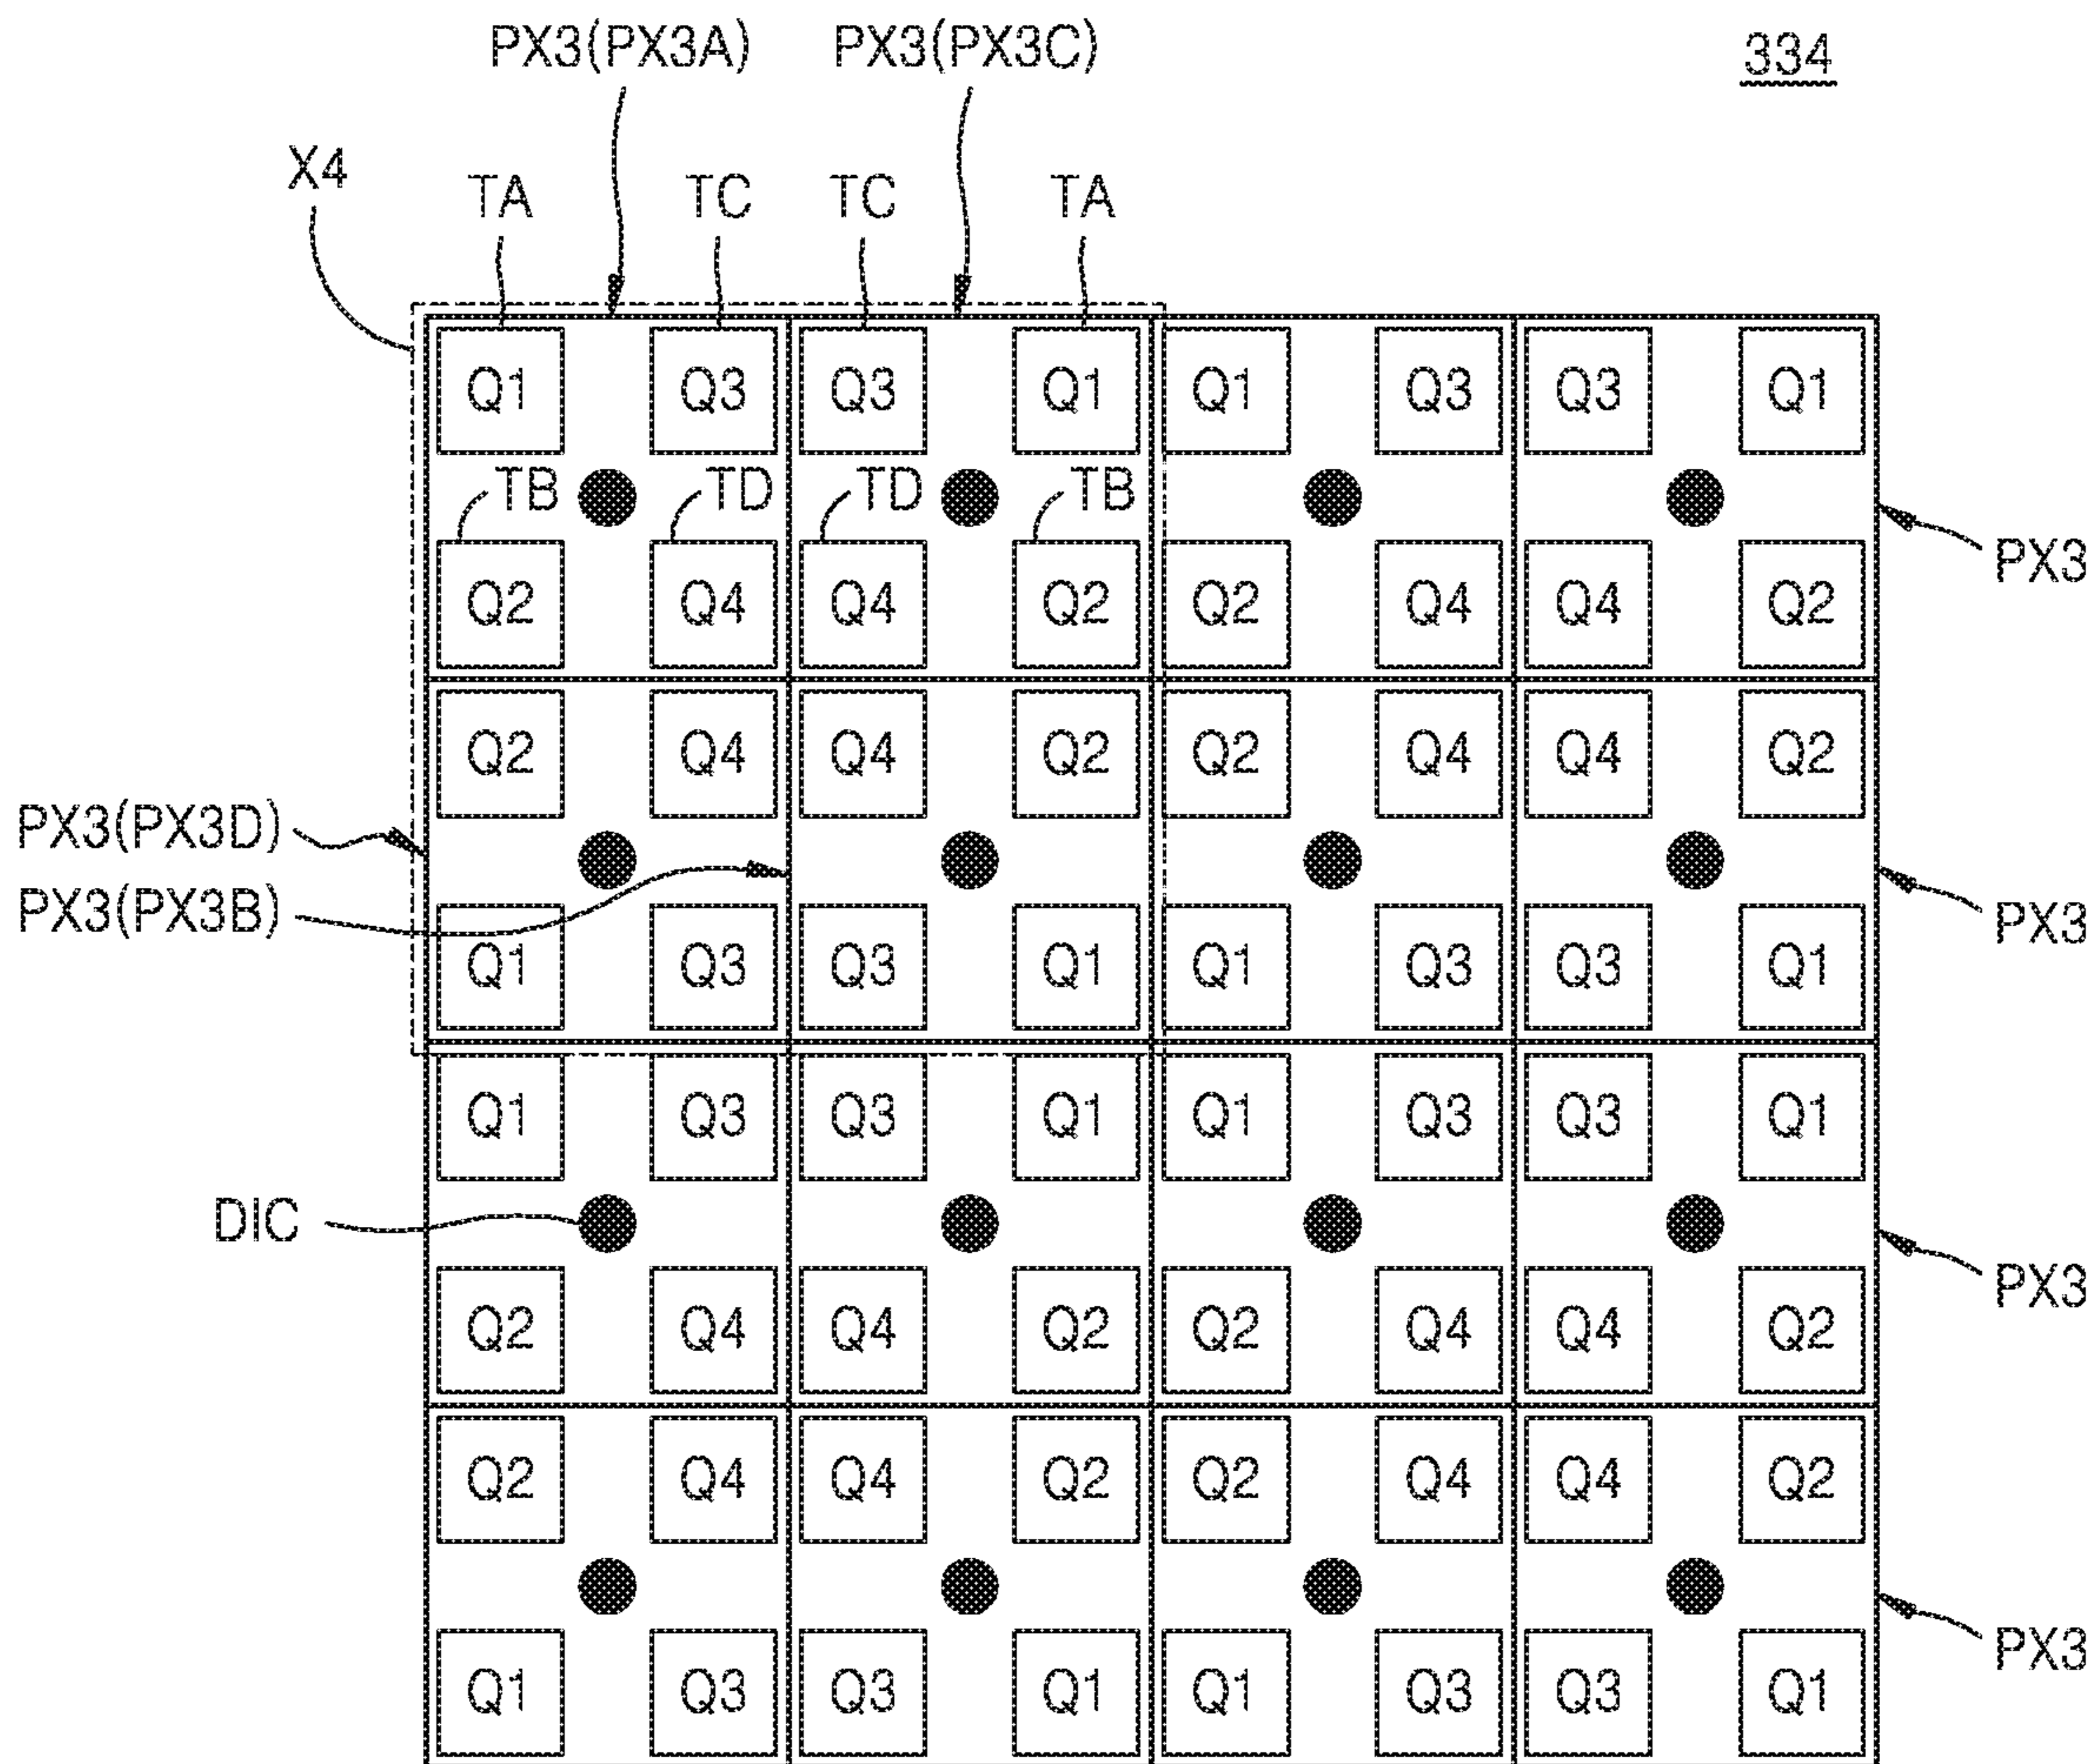 PX3(PX3A) PX3(PX3C) 334
X4 TA TC TC TA
Q1 Q3 Q3 Q1 Q1 Q3 Q3 Q1
TB TD TD TB
PX3
Q2 Q4 Q4 Q2 Q2 Q4 Q4 Q2
Q2 Q4 Q4 Q2 Q2 Q4 Q4 Q2
PX3(PX3D)
PX3(PX3B) PX3
Q1 Q3 Q3 Q1 Q1 Q3 Q3 Q1
Q1 Q3 Q3 Q1 Q1 Q3 Q3 Q1
DIC
PX3
Q2 Q4 Q4 Q2 Q2 Q4 Q4 Q2
Q2 Q4 Q4 Q2 Q2 Q4 Q4 Q2
PX3
Q1 Q3 Q3 Q1 Q1 Q3 Q3 Q1